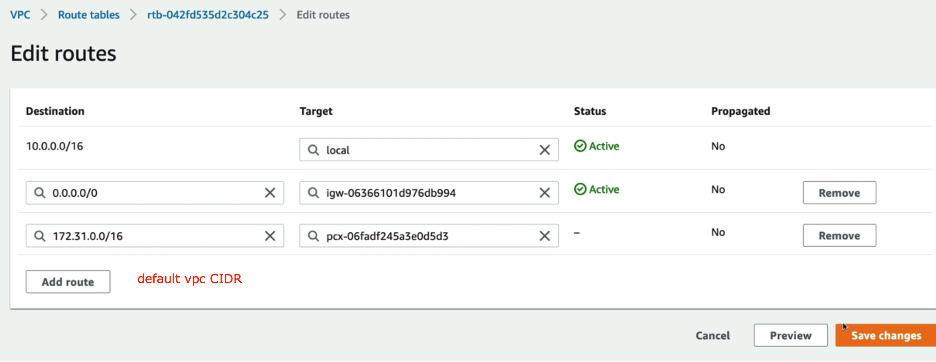 VPC > Route tables > rtb-042fd535d2c304c25 > Edit routes
Edit routes
Destination Target Status Propagated
10.0.0.0/16 local Active No
0.0.0.0/0 igw-06366101d976db994 Active No Remove
172.31.0.0/16 pcx-06fadf245a3e0d5d3 – No Remove
Add route default vpc CIDR
Cancel Preview Save changes